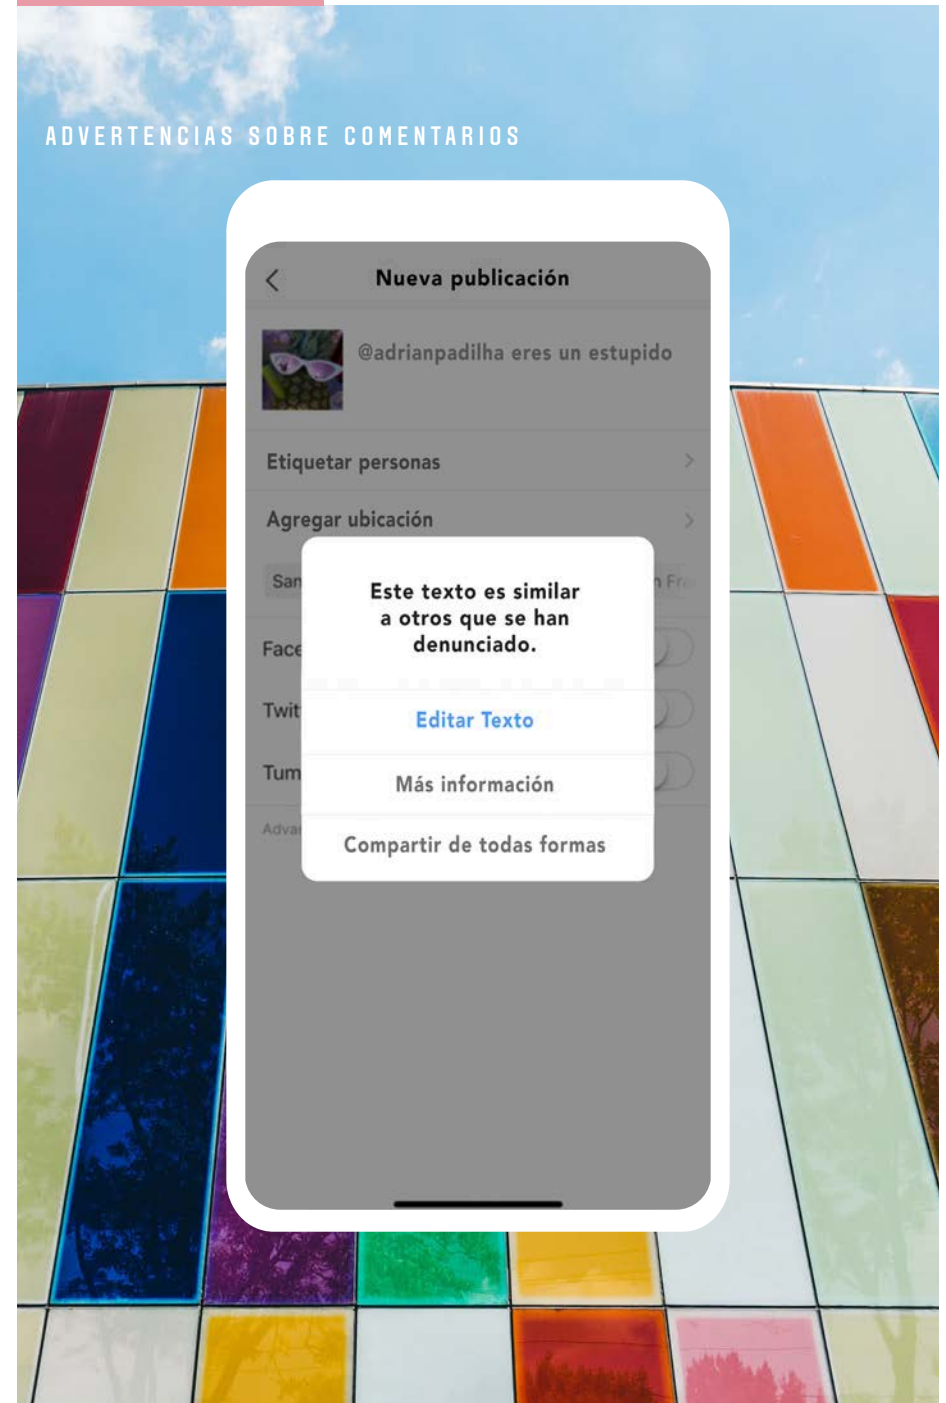 ADVERTENCIAS SOBRE COMENTARIOS
Nueva publicación
@adrianpadilha eres un estupido
Etiquetar personas
Agregar ubicación
Este texto es similar
a otros que se han
denunciado.
Editar Texto
Más información
Compartir de todas formas